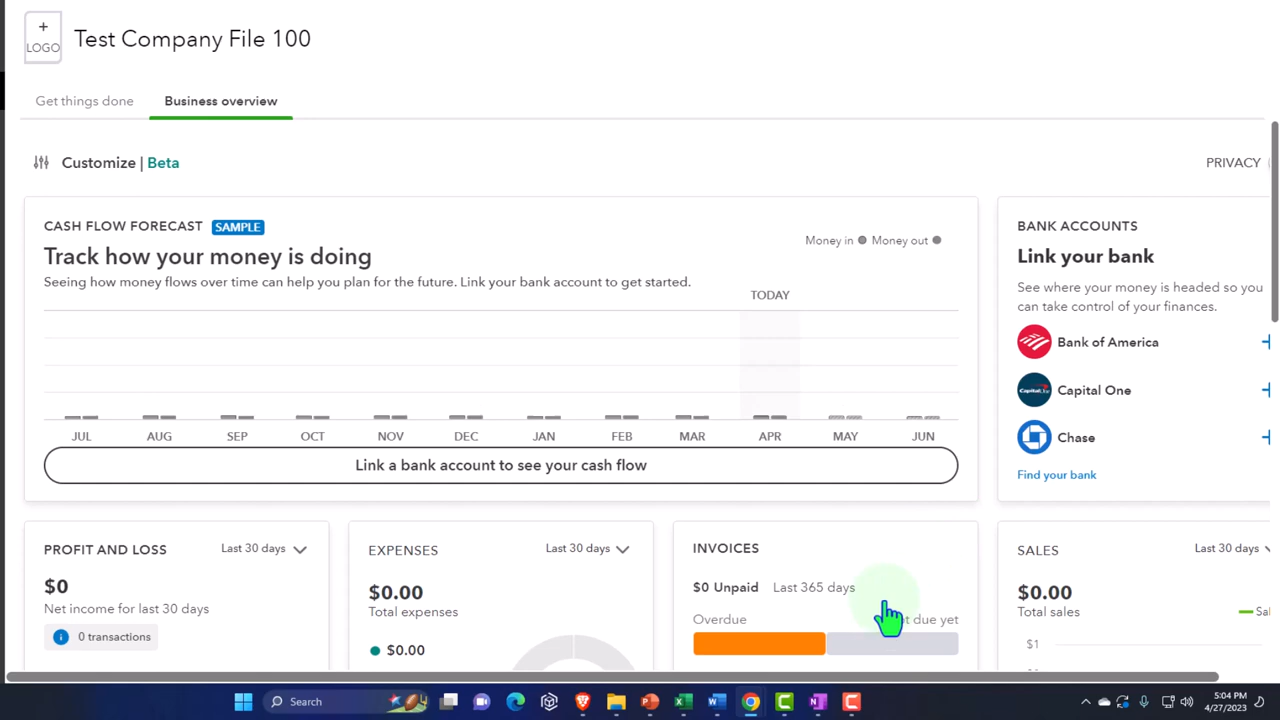 +
LOGO
Test Company File 100
Get things done
Business overview
Customize | Beta
PRIVACY
CASH FLOW FORECAST SAMPLE
Track how your money is doing
Seeing how money flows over time can help you plan for the future. Link your bank account to get started.
Money in Money out
TODAY
JUL AUG SEP OCT NOV DEC JAN FEB MAR APR MAY JUN
Link a bank account to see your cash flow
BANK ACCOUNTS
Link your bank
See where your money is headed so you
can take control of your finances.
Bank of America
Capital One
Chase
Find your bank
PROFIT AND LOSS Last 30 days
$0
Net income for last 30 days
0 transactions
EXPENSES Last 30 days
$0.00
Total expenses
$0.00
INVOICES
$0 Unpaid Last 365 days
Overdue due yet
SALES Last 30 days
$0.00
Total sales
$1
Search
5:04 PM
4/27/2023